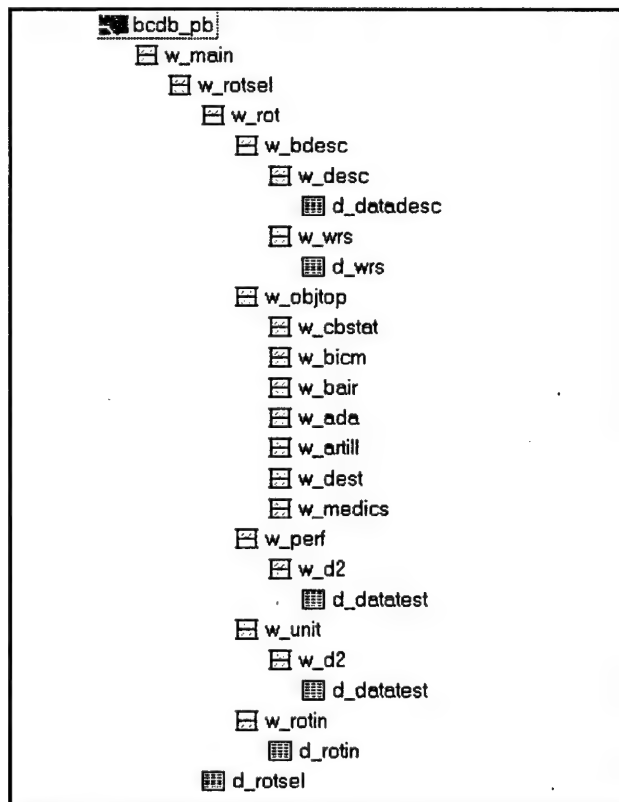 bcdb_pb
w_main
w_rotsel
w_rot
w_bdesc
w_desc
d_datadesc
w_wrs
d_wrs
w_objtop
w_cbstat
w_bicm
w_bair
w_ada
w_artill
w_dest
w_medics
w_perf
w_d2
d_datatest
w_unit
w_d2
d_datatest
w_rotin
d_rotin
d_rotsel